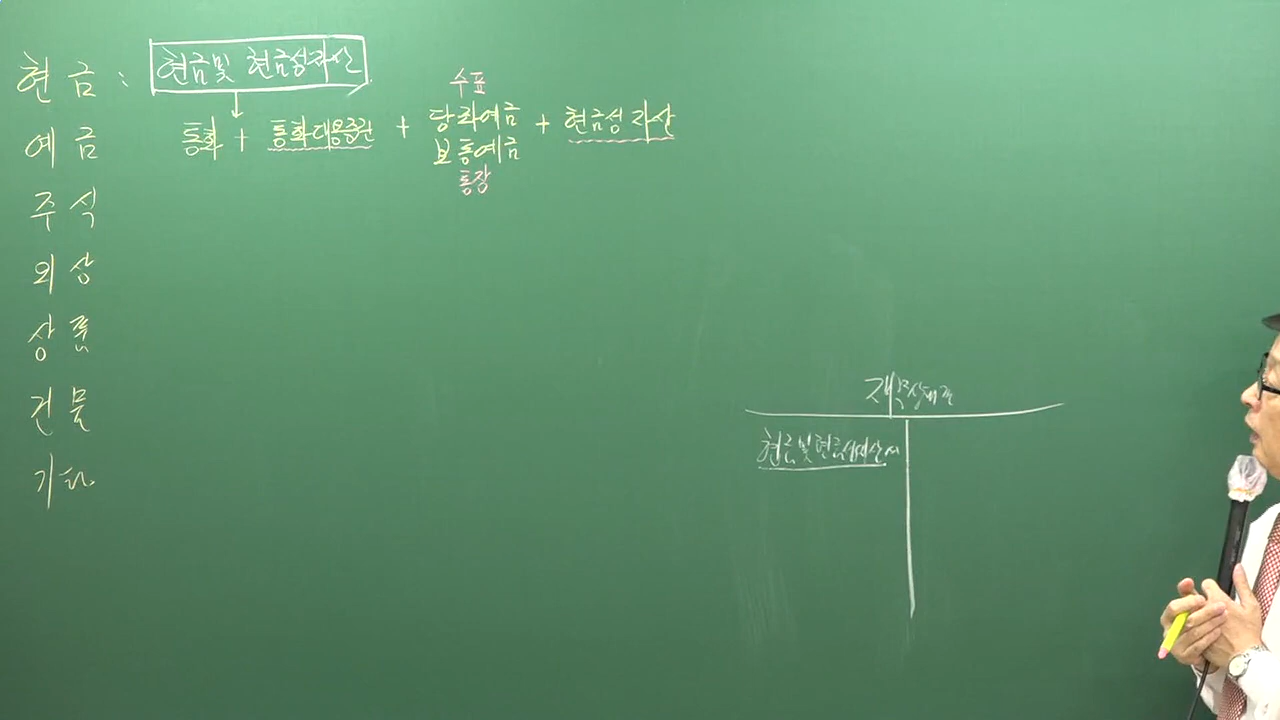 현금 : 현금및 현금성자산
수표
통화 + 통화대용증권 + 당좌예금 + 현금성자산
보통예금
통장
예금
주식
외상
상품
건물
기타
재무상태표
현금및현금성자산